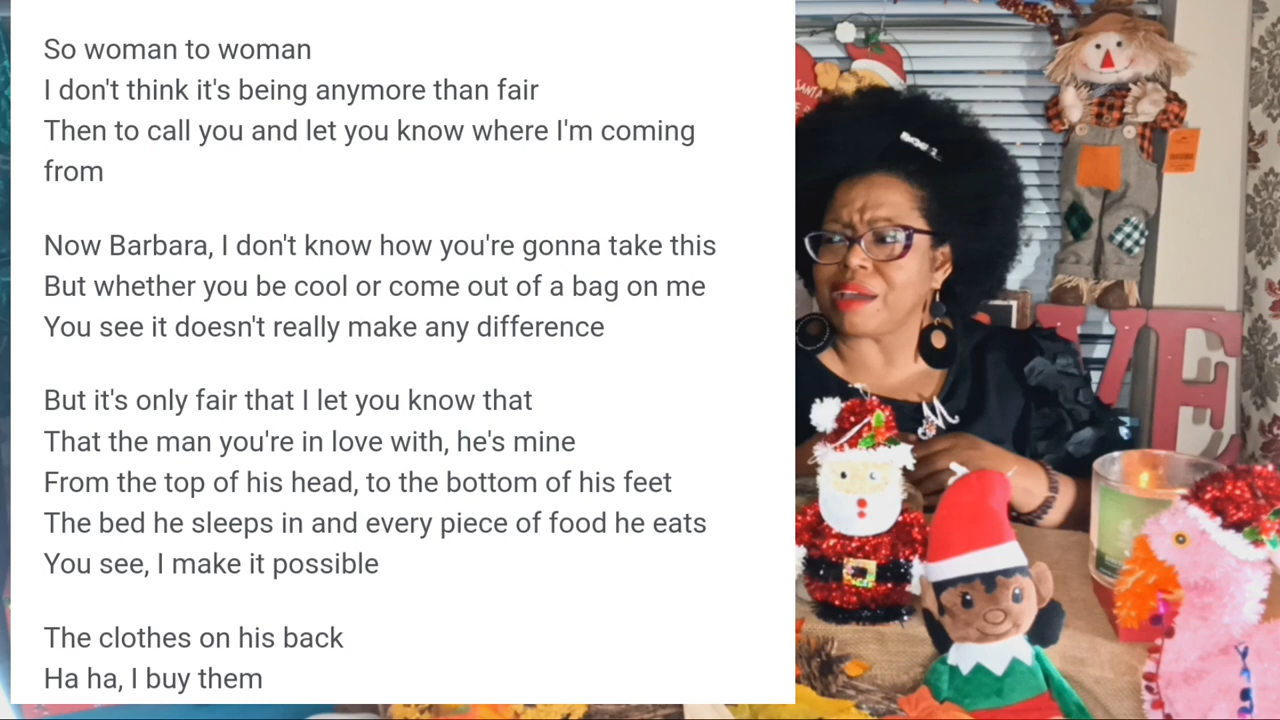 So woman to woman
I don't think it's being anymore than fair
Then to call you and let you know where I'm coming
from
Now Barbara, I don't know how you're gonna take this
But whether you be cool or come out of a bag on me
You see it doesn't really make any difference
But it's only fair that I let you know that
That the man you're in love with, he's mine
From the top of his head, to the bottom of his feet
The bed he sleeps in and every piece of food he eats
You see, I make it possible
The clothes on his back
Ha ha, I buy them
SANTA
VE
M